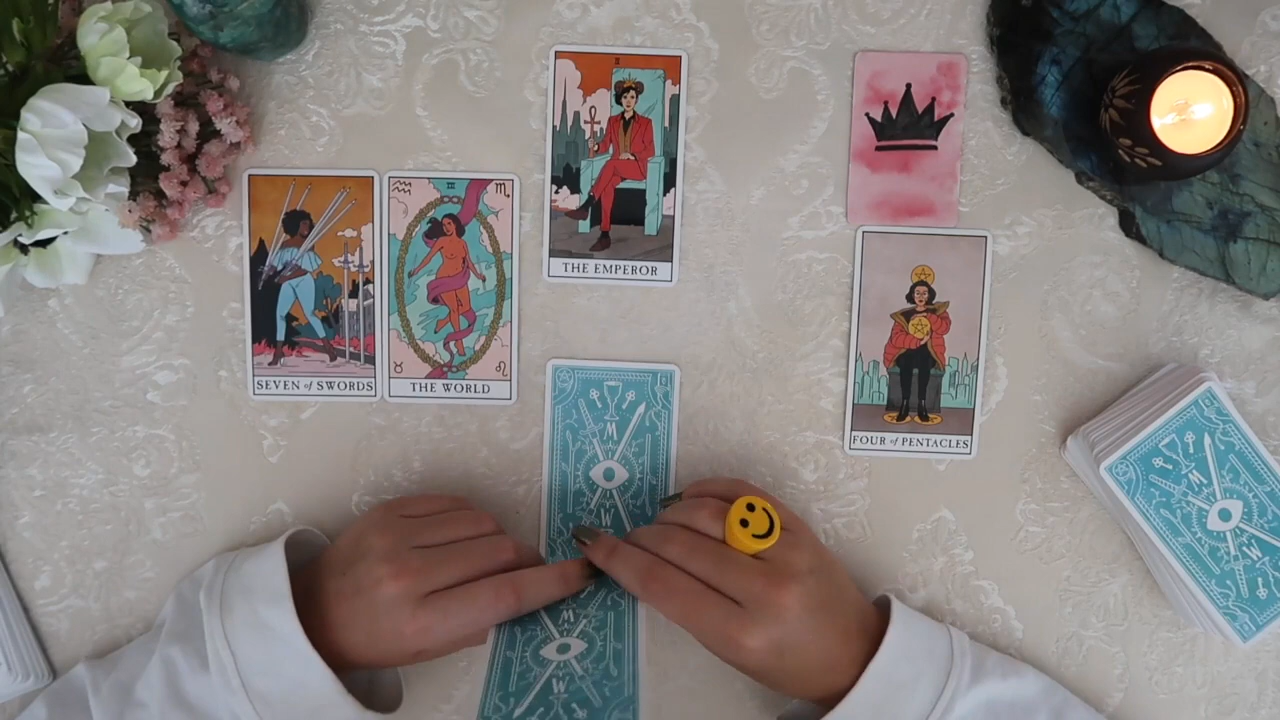 SEVEN of SWORDS
THE WORLD
THE EMPEROR
FOUR of PENTACLES
M
W
M
W
M
W